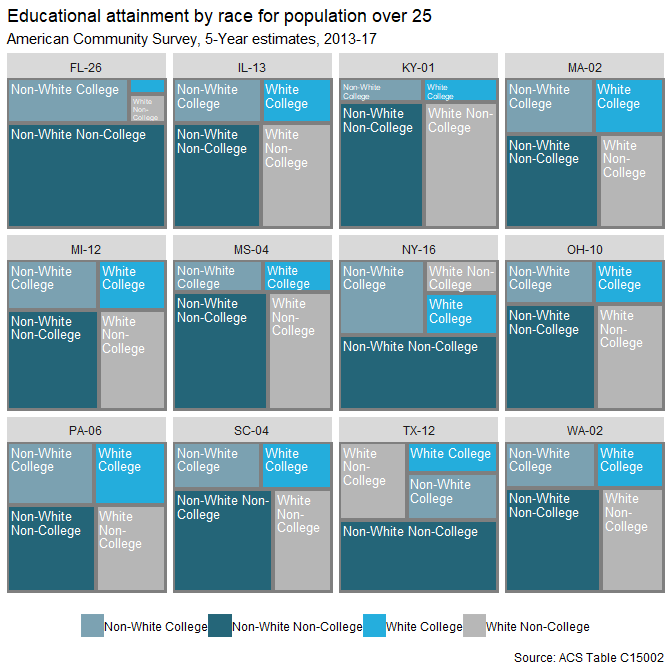 Educational attainment by race for population over 25
American Community Survey, 5-Year estimates, 2013-17
FL-26
IL-13
KY-01
MA-02
Non-White College
White
Non-
College
Non-White Non-College
Non-White
College
White
College
Non-White
Non-College
White
Non-
College
Non-White
College
White
College
Non-White
Non-College
White Non-
College
Non-White
College
White
College
Non-White
Non-College
White
Non-
College
MI-12
MS-04
NY-16
OH-10
Non-White
College
White
College
Non-White
Non-College
White
Non-
College
Non-White
College
White
College
Non-White
Non-College
White
Non-
College
Non-White
College
White Non-
College
White
College
Non-White Non-College
Non-White
College
White
College
Non-White
Non-College
White
Non-
College
PA-06
SC-04
TX-12
WA-02
Non-White
College
White
College
Non-White
Non-College
White
Non-
College
Non-White
College
White
College
Non-White Non-
College
White
Non-
College
White
Non-
College
White College
Non-White
College
Non-White Non-College
Non-White
College
White
College
Non-White
Non-College
White
Non-
College
Non-White College Non-White Non-College White College White Non-College
Source: ACS Table C15002